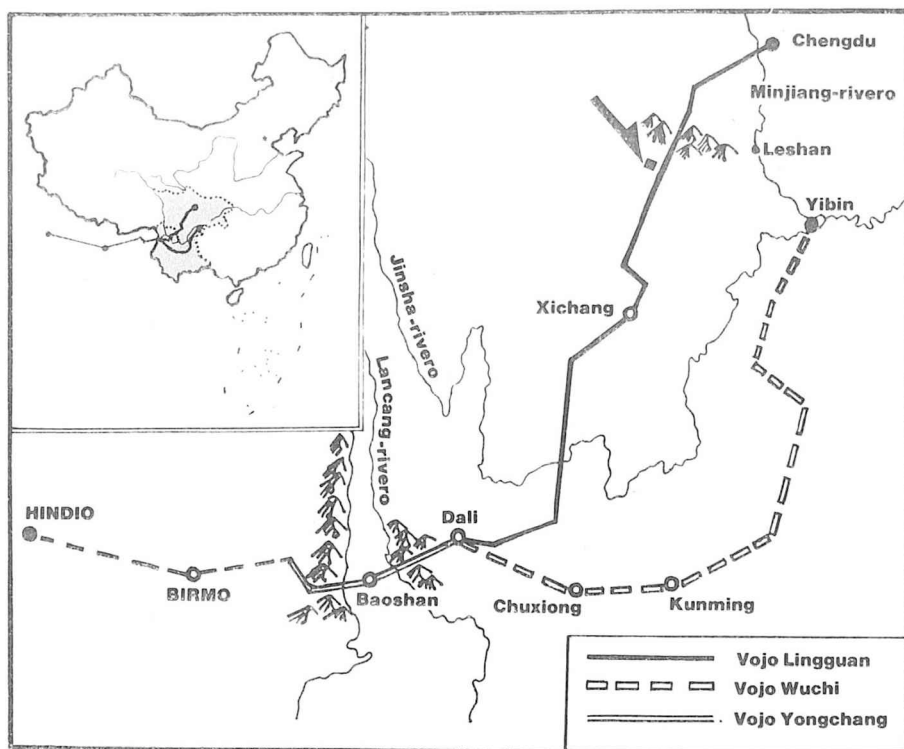 Chengdu
Minjiang-rivero
Leshan
Yibin
Jinsha-rivero
Xichang
Lancang-rivero
HINDIO
Dali
BIRMO
Baoshan
Chuxiong
Kunming
Vojo Lingguan
Vojo Wuchi
Vojo Yongchang